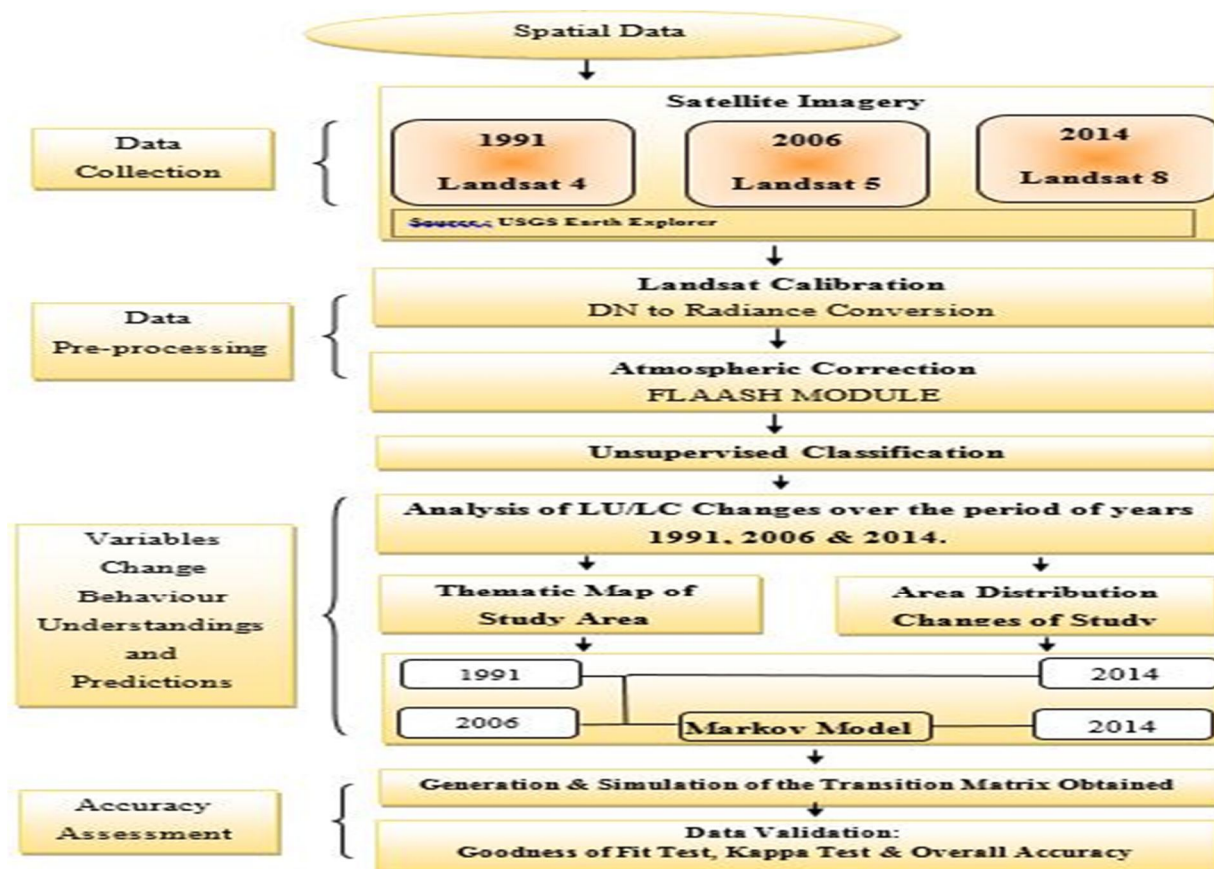 Spatial Data
Satellite Imagery
Data
Collection
1991
Landsat 4
2006
Landsat 5
2014
Landsat 8
Source: USGS Earth Explorer
Data
Pre-processing
Landsat Calibration
DN to Radiance Conversion
Atmospheric Correction
FLAASH MODULE
Unsupervised Classification
Variables
Change
Behaviour
Understandings
and
Predictions
Analysis of LU/LC Changes over the period of years
1991, 2006 & 2014.
Thematic Map of
Study Area
Area Distribution
Changes of Study
1991
2014
2006
Markov Model
2014
Accuracy
Assessment
Generation & Simulation of the Transition Matrix Obtained
Data Validation:
Goodness of Fit Test, Kappa Test & Overall Accuracy